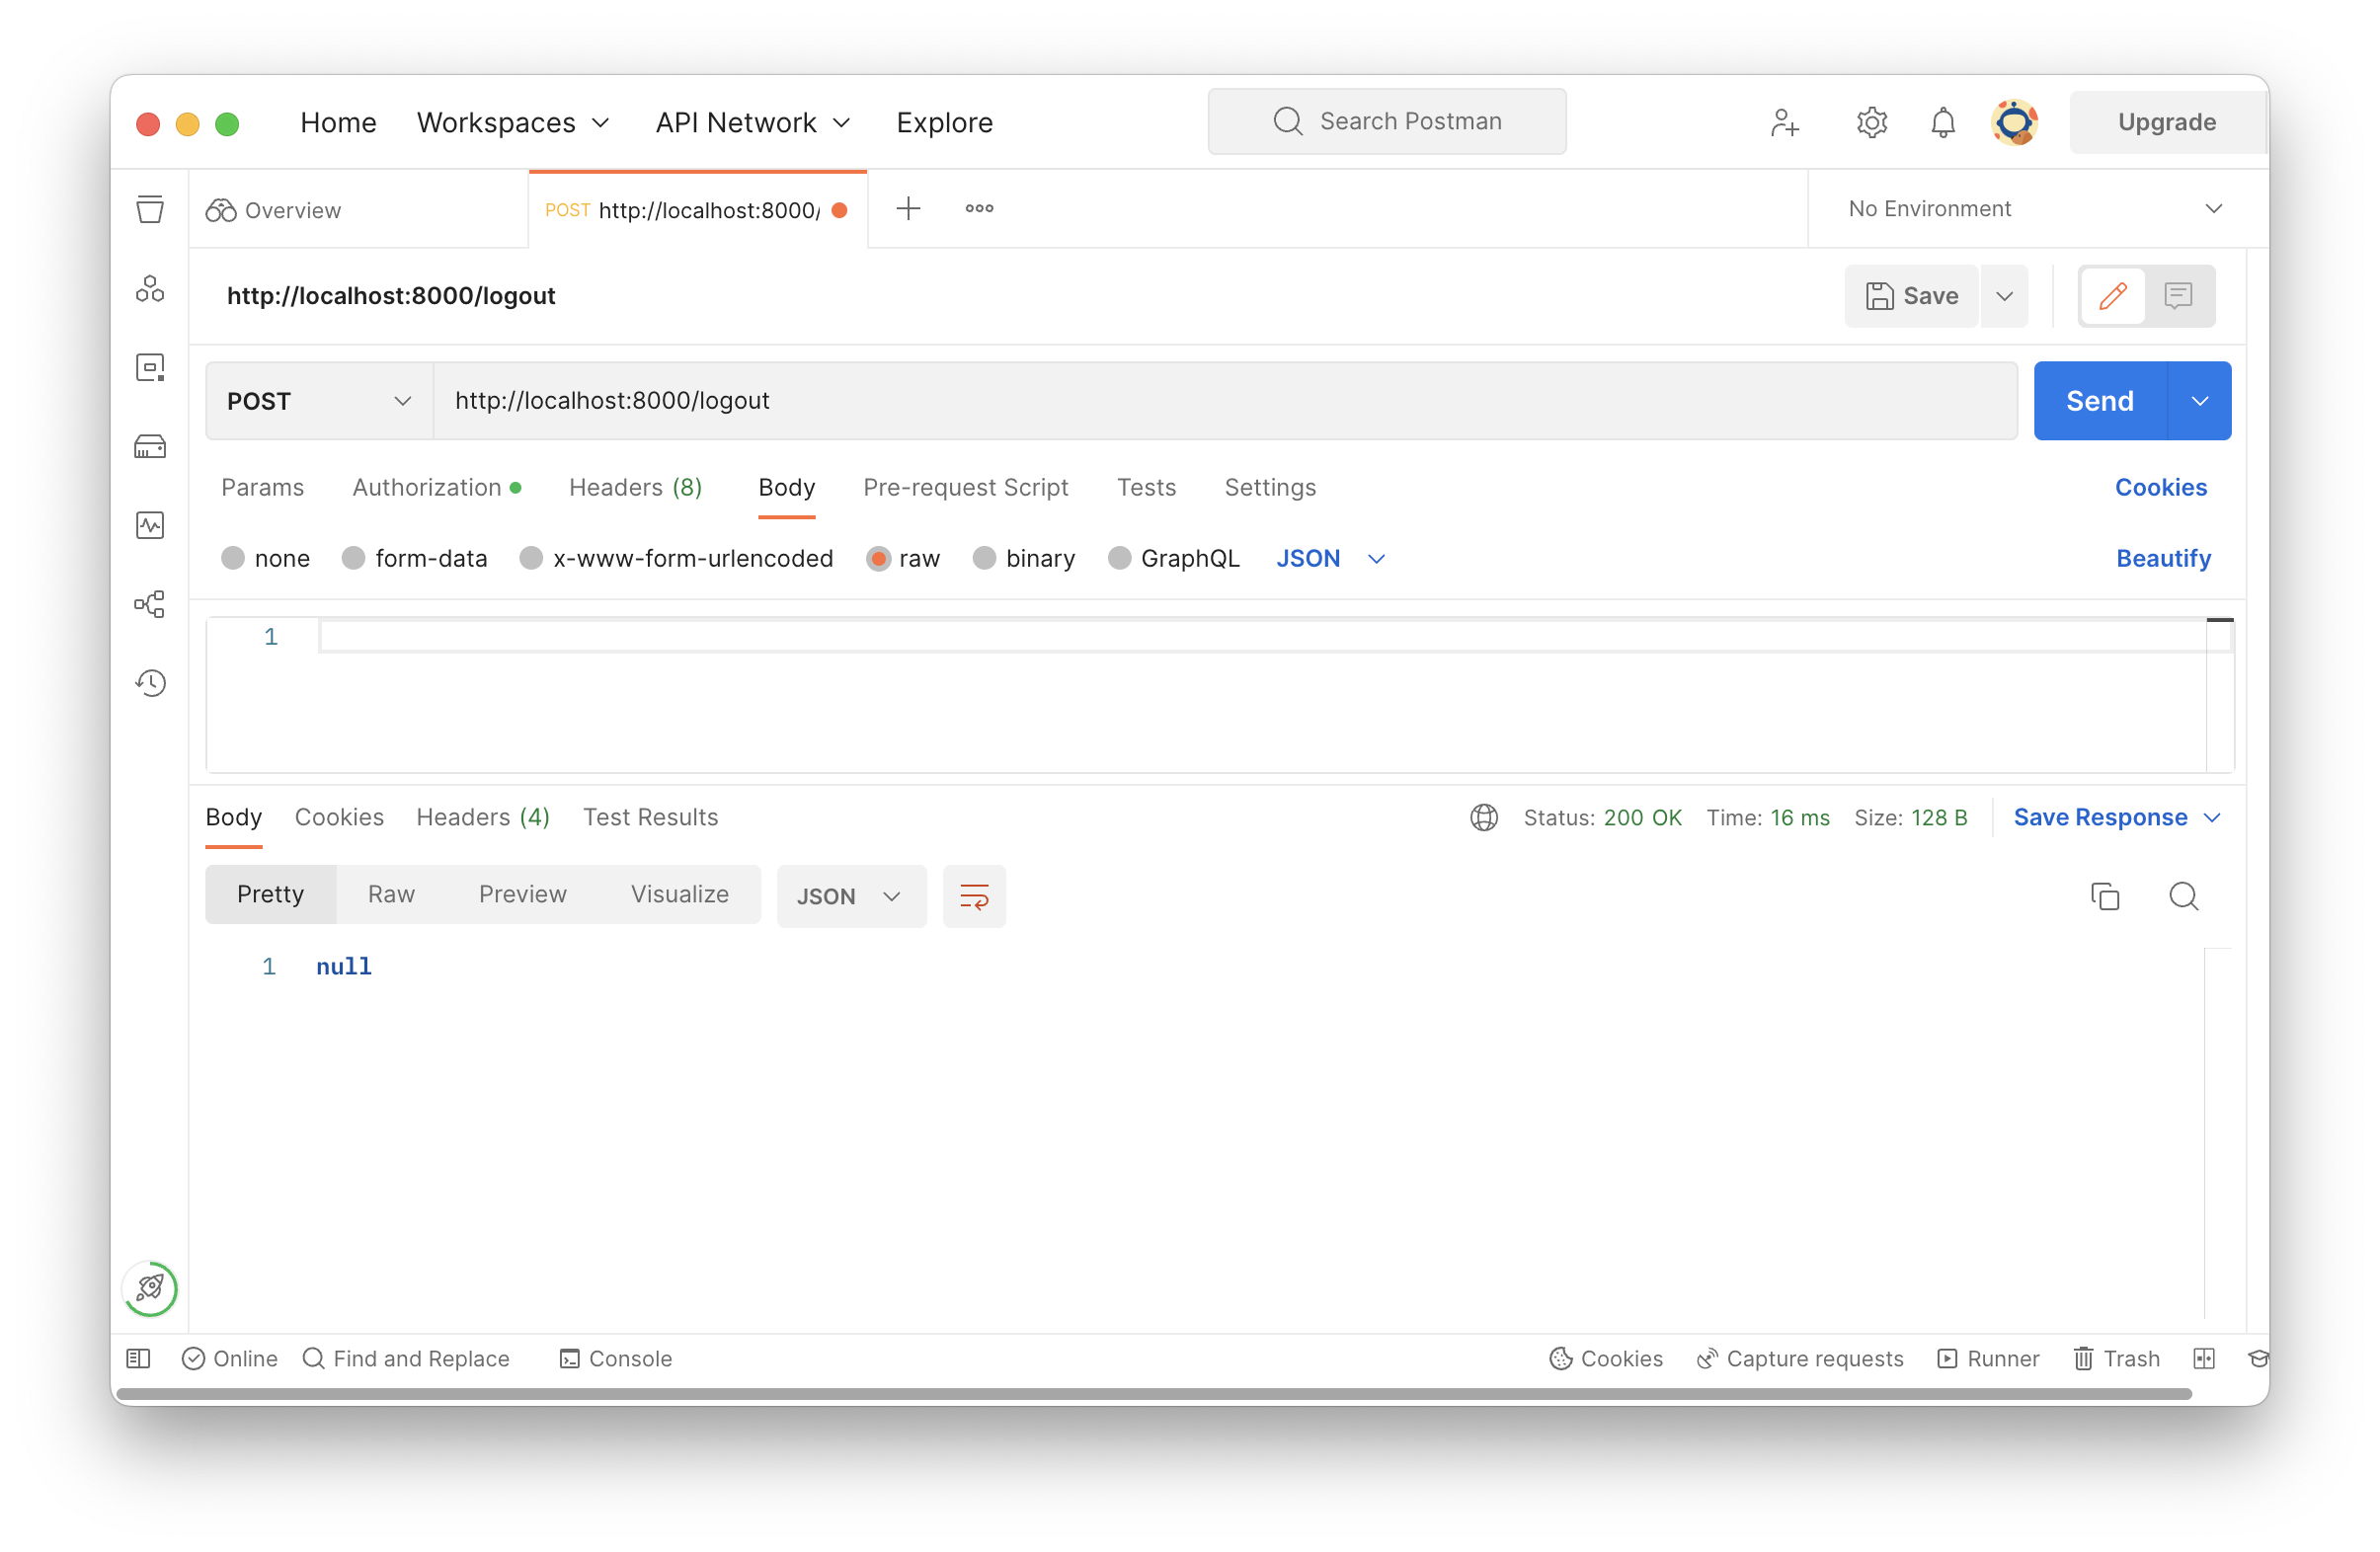 Home Workspaces API Network Explore Search Postman Upgrade
Overview POST http://localhost:8000/ No Environment
http://localhost:8000/logout Save
POST http://localhost:8000/logout Send
Params Authorization Headers (8) Body Pre-request Script Tests Settings Cookies
none form-data x-www-form-urlencoded raw binary GraphQL JSON Beautify
1
Body Cookies Headers (4) Test Results Status: 200 OK Time: 16 ms Size: 128 B Save Response
Pretty Raw Preview Visualize JSON
1 null
Online Find and Replace Console Cookies Capture requests Runner Trash